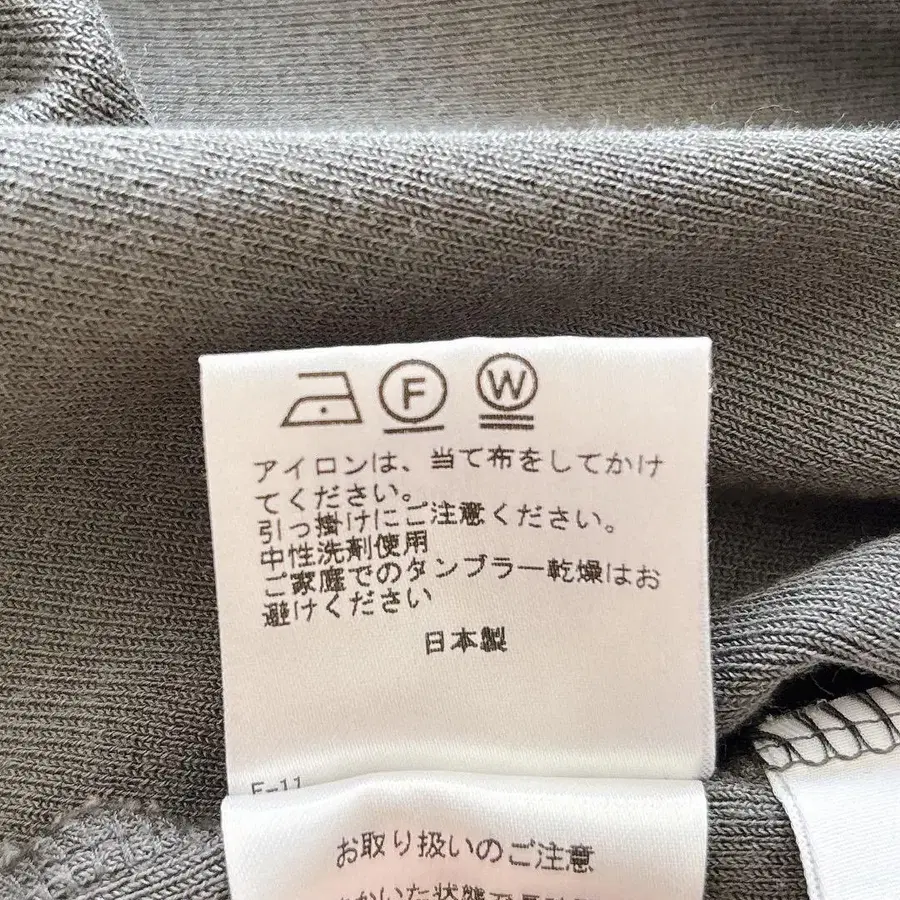 F W
アイロンは、当て布をしてかけ
てください。
引っ掛けにご注意ください。
中性洗剤使用
ご家庭でのタンブラー乾燥はお
避けください
日本製
F-11
お取り扱いのご注意